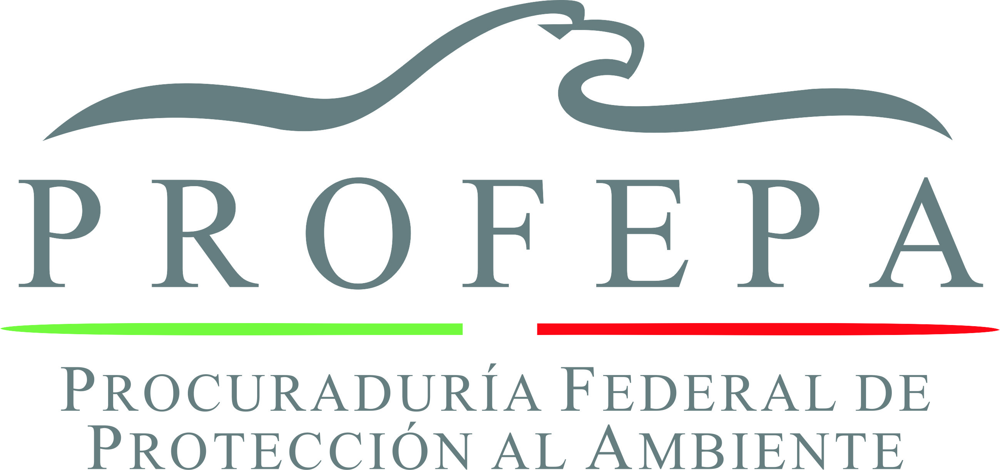 PROFEPA
PROCURADURÍA FEDERAL DE
PROTECCIÓN AL AMBIENTE